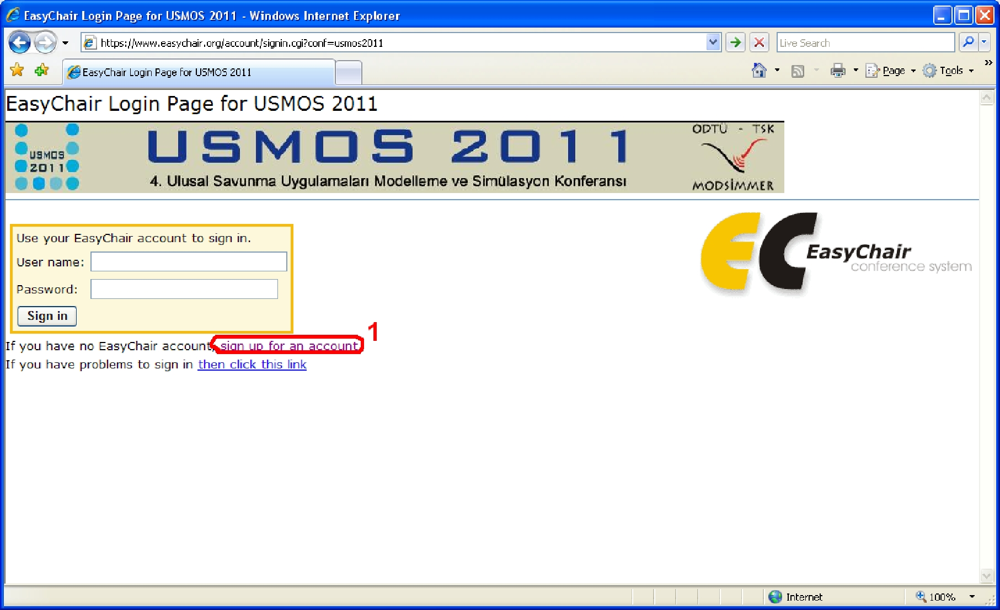 EasyChair Login Page for USMOS 2011 - Windows Internet Explorer
https://www.easychair.org/account/signin.cgi?conf=usmos2011
Live Search
EasyChair Login Page for USMOS 2011
Page
Tools
»
EasyChair Login Page for USMOS 2011
USMOS
2011
USMOS 2011
4. Ulusal Savunma Uygulamaları Modelleme ve Simülasyon Konferansı
ODTÜ - TSK
MODSİMMER
Use your EasyChair account to sign in.
User name:
Password:
Sign in
EC
EasyChair
conference system
1
If you have no EasyChair account, sign up for an account
If you have problems to sign in then click this link
Internet
100%